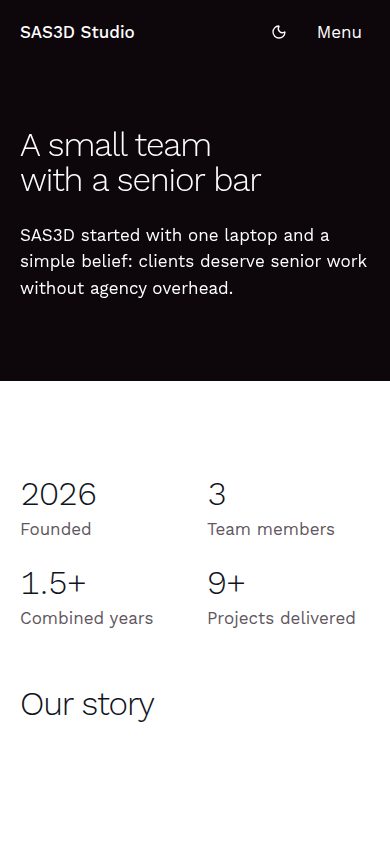 SAS3D Studio
Menu
A small team
with a senior bar
SAS3D started with one laptop and a
simple belief: clients deserve senior work
without agency overhead.
2026
Founded
3
Team members
1.5+
Combined years
9+
Projects delivered
Our story